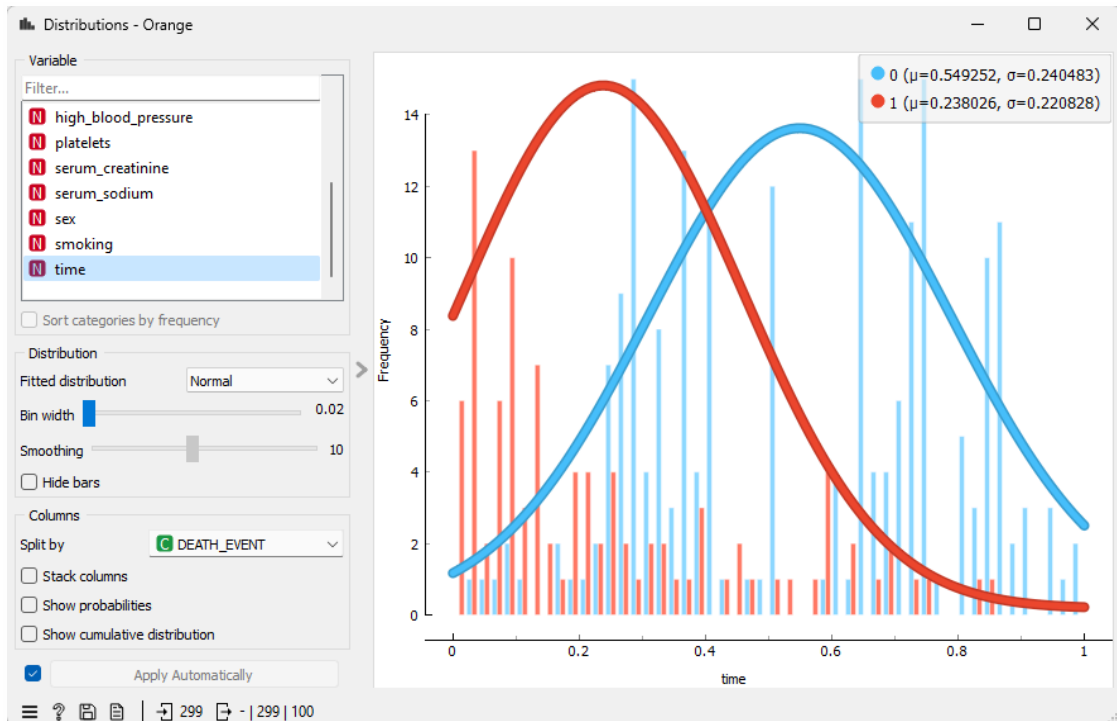 Distributions - Orange
Variable
Filter...
N high_blood_pressure
N platelets
N serum_creatinine
N serum_sodium
N sex
N smoking
N time
Sort categories by frequency
Distribution
Fitted distribution Normal
Bin width 0.02
Smoothing 10
Hide bars
Columns
Split by C DEATH_EVENT
Stack columns
Show probabilities
Show cumulative distribution
Apply Automatically
299 - | 299 | 100
0 (μ=0.549252, σ=0.240483)
1 (μ=0.238026, σ=0.220828)
14
12
10
8
6
4
2
0
Frequency
0 0.2 0.4 0.6 0.8 1
time